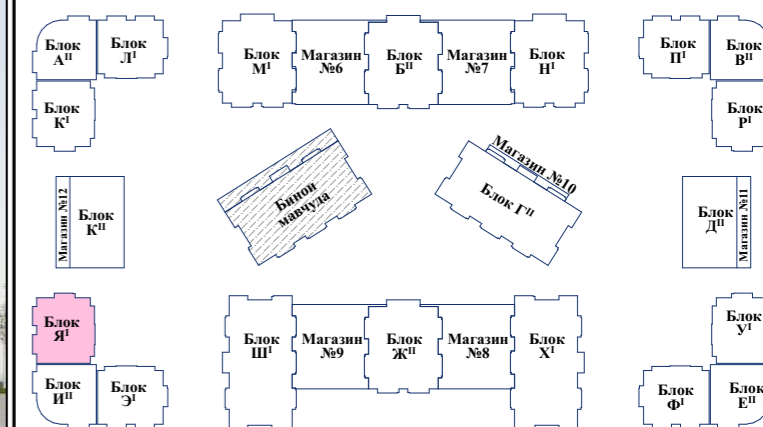 Блок
Aᴵᴵ
Блок
Лᴵ
Блок
Мᴵ
Магазин
№6
Блок
Бᴵᴵ
Магазин
№7
Блок
Нᴵ
Блок
Пᴵ
Блок
Вᴵᴵ
Блок
Кᴵ
Блок
Рᴵ
Бинои
мавчуда
Магазин №10
Блок Гᴵᴵ
Магазин №12
Блок
Кᴵᴵ
Блок
Дᴵᴵ
Магазин №11
Блок
Яᴵ
Блок
Шᴵ
Магазин
№9
Блок
Жᴵᴵ
Магазин
№8
Блок
Хᴵ
Блок
Уᴵ
Блок
Иᴵᴵ
Блок
Эᴵ
Блок
Фᴵ
Блок
Еᴵᴵ